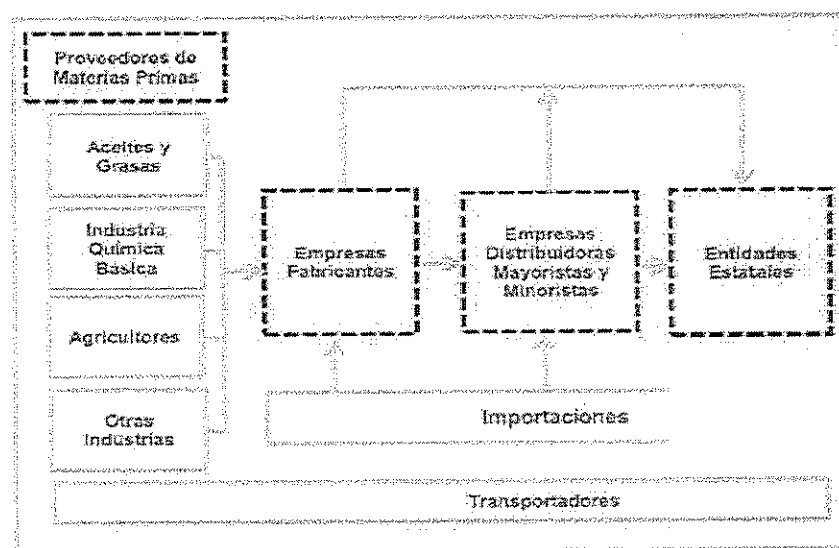 Proveedores de
Materias Primas
Aceites y
Grasas
Industria
Química
Básica
Agricultores
Otras
Industrias
Empresas
Fabricantes
Empresas
Distribuidoras
Mayoristas y
Minoristas
Entidades
Estatales
Importaciones
Transportadores